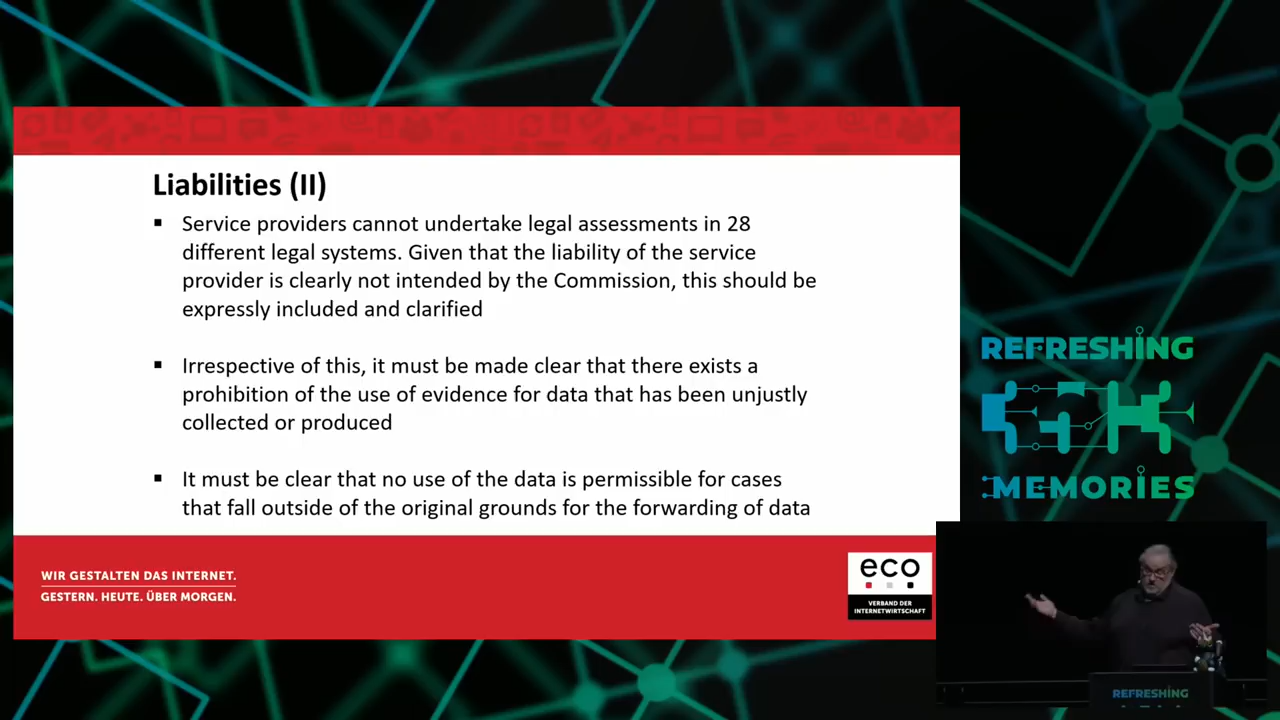 Liabilities (II)
▪ Service providers cannot undertake legal assessments in 28
different legal systems. Given that the liability of the service
provider is clearly not intended by the Commission, this should be
expressly included and clarified
▪ Irrespective of this, it must be made clear that there exists a
prohibition of the use of evidence for data that has been unjustly
collected or produced
▪ It must be clear that no use of the data is permissible for cases
that fall outside of the original grounds for the forwarding of data
WIR GESTALTEN DAS INTERNET.
GESTERN. HEUTE. ÜBER MORGEN.
eco
VERBAND DER
INTERNETWIRTSCHAFT
REFRESHING
MEMORIES
REFRESHING